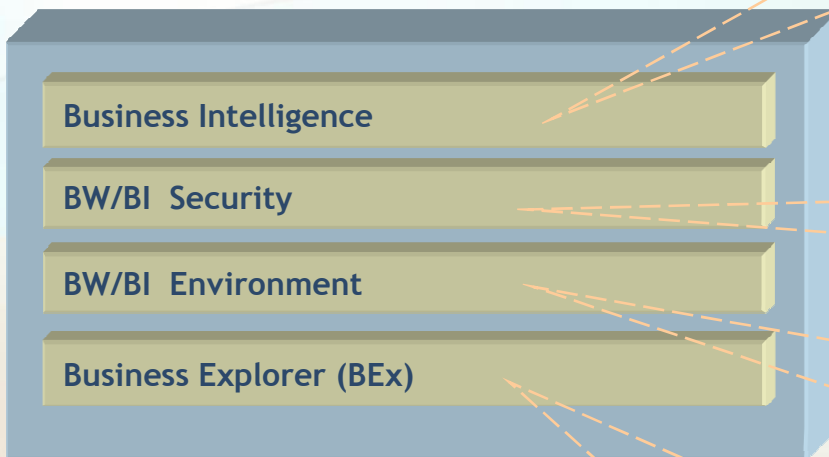 Business Intelligence
BW/BI  Security
BW/BI  Environment
Business Explorer (BEx)